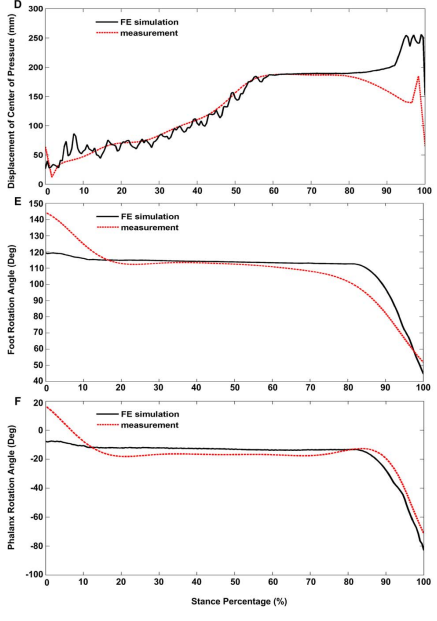 D
300
250
200
150
100
50
0
Displacement of Center of Pressure (mm)
FE simulation
measurement
0 10 20 30 40 50 60 70 80 90 100
E
150
140
130
120
110
100
90
80
70
60
50
40
Foot Rotation Angle (Deg)
FE simulation
measurement
0 10 20 30 40 50 60 70 80 90 100
F
20
0
-20
-40
-60
-80
-100
Phalanx Rotation Angle (Deg)
FE simulation
measurement
0 10 20 30 40 50 60 70 80 90 100
Stance Percentage (%)